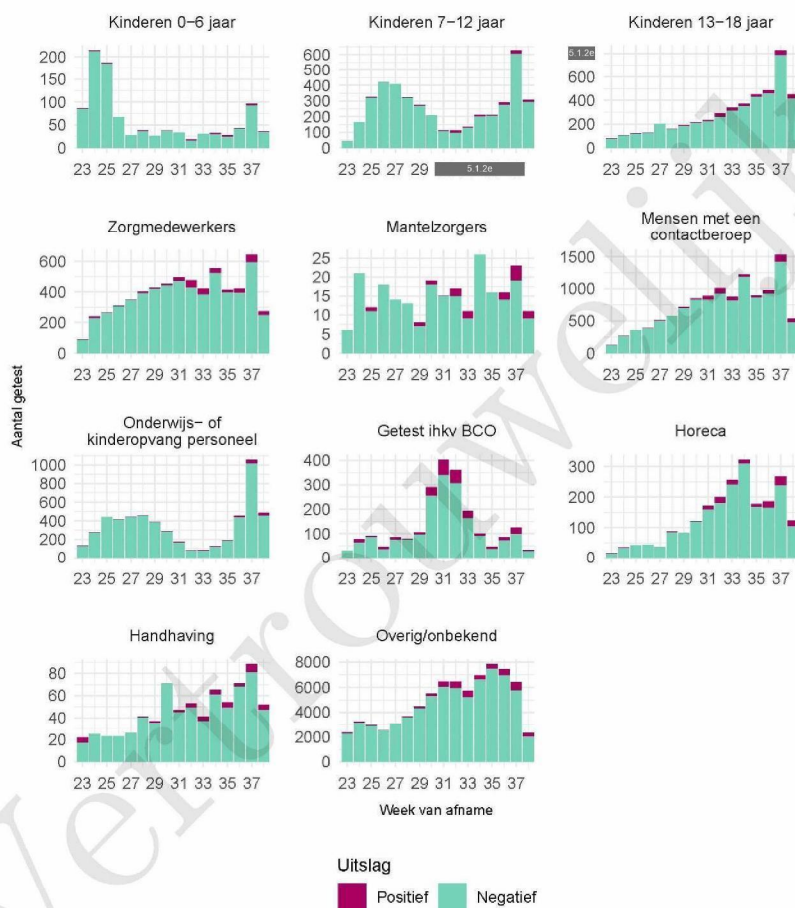 Kinderen 0–6 jaar
Kinderen 7–12 jaar
Kinderen 13–18 jaar
200
150
100
50
0
23 25 27 29 31 33 35 37
600
500
400
300
200
100
0
23 25 27 29
5.1.2e
5.1.2e
600
400
200
0
23 25 27 29 31 33 35 37
Zorgmedewerkers
Mantelzorgers
Mensen met een
contactberoep
600
400
200
0
23 25 27 29 31 33 35 37
25
20
15
10
5
0
23 25 27 29 31 33 35 37
1500
1000
500
0
23 25 27 29 31 33 35 37
Aantal getest
Onderwijs– of
kinderopvang personeel
Getest ihkv BCO
Horeca
1000
800
600
400
200
0
23 25 27 29 31 33 35 37
400
300
200
100
0
23 25 27 29 31 33 35 37
300
200
100
0
23 25 27 29 31 33 35 37
Handhaving
Overig/onbekend
80
60
40
20
0
23 25 27 29 31 33 35 37
8000
6000
4000
2000
0
23 25 27 29 31 33 35 37
Week van afname
Uitslag
Positief
Negatief
Vertrouwelijk